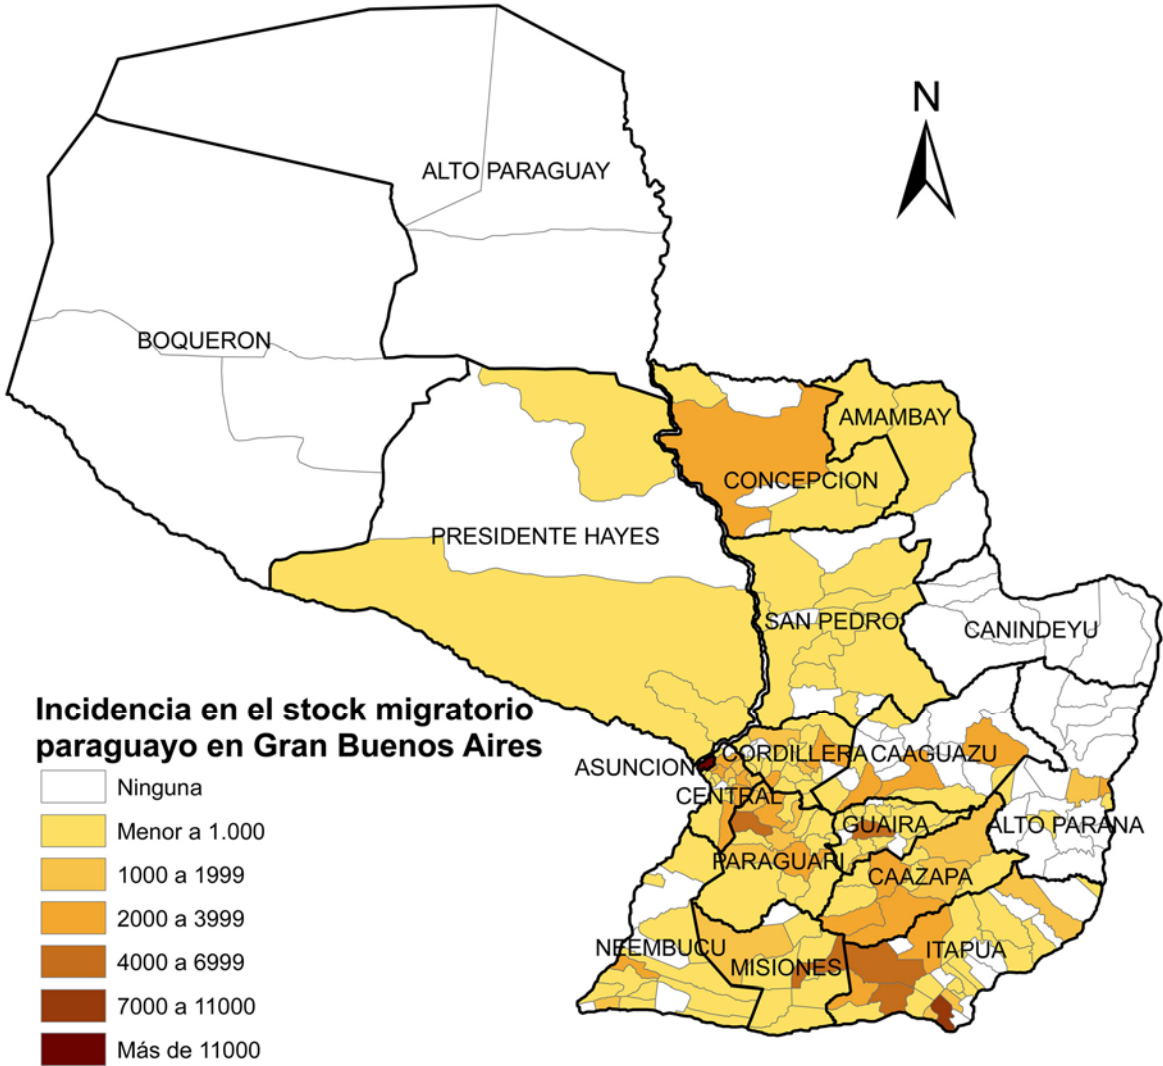 N
ALTO PARAGUAY
BOQUERON
AMAMBAY
CONCEPCION
PRESIDENTE HAYES
SAN PEDRO
CANINDEYU
CORDILLERA
CAAGUAZU
ASUNCION
CENTRAL
GUAIRA
ALTO PARANA
PARAGUARI
CAAZAPA
NEEMBUCU
MISIONES
ITAPUA
Incidencia en el stock migratorio
paraguayo en Gran Buenos Aires
Ninguna
Menor a 1.000
1000 a 1999
2000 a 3999
4000 a 6999
7000 a 11000
Más de 11000